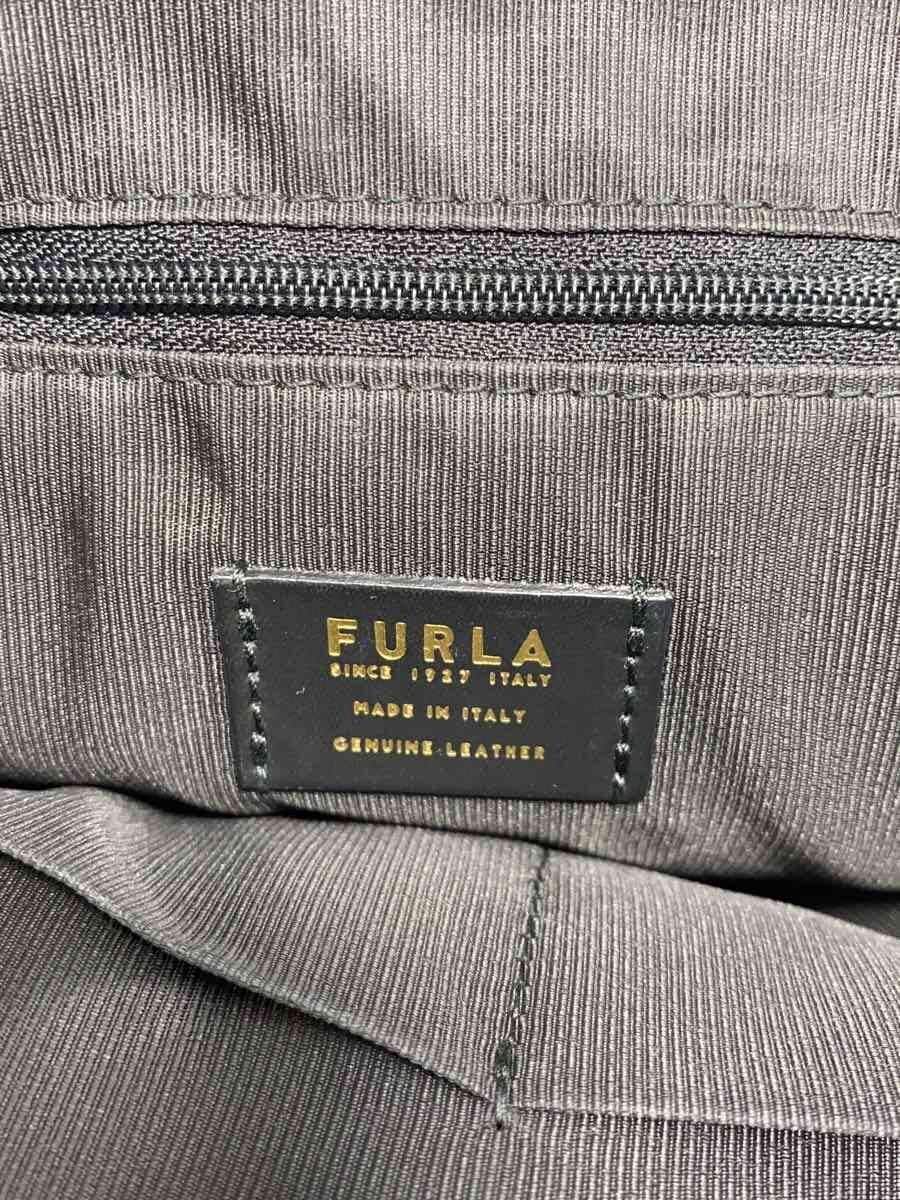 FURLA
SINCE 1927 ITALY
MADE IN ITALY
GENUINE LEATHER